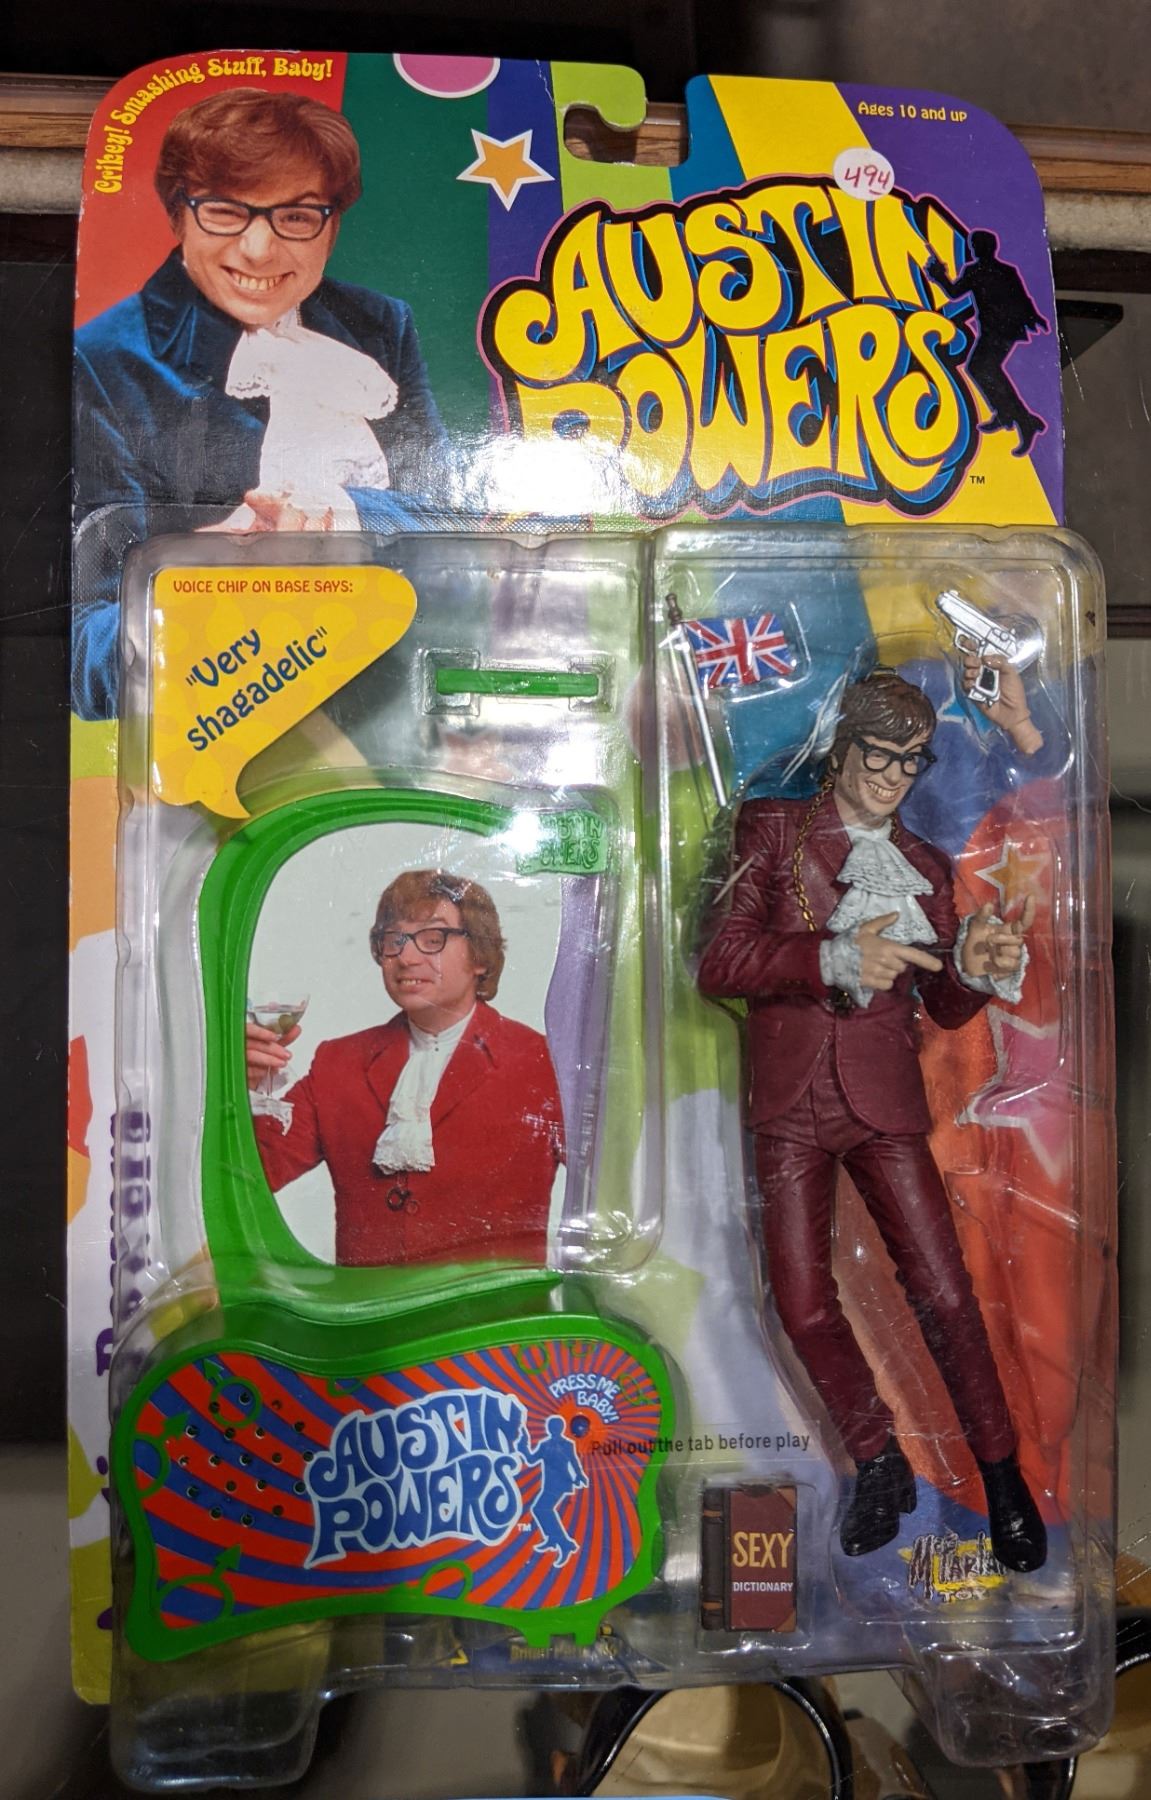 Crikey! Smashing Stuff, Baby!
Ages 10 and up
494
AUSTIN
POWERS
TM
VOICE CHIP ON BASE SAYS:
"Very
shagadelic"
AUSTIN
POWERS
PRESS ME
BABY!
AUSTIN
POWERS
TM
Pull out the tab before play
SEXY
DICTIONARY
McFarlane
TOYS